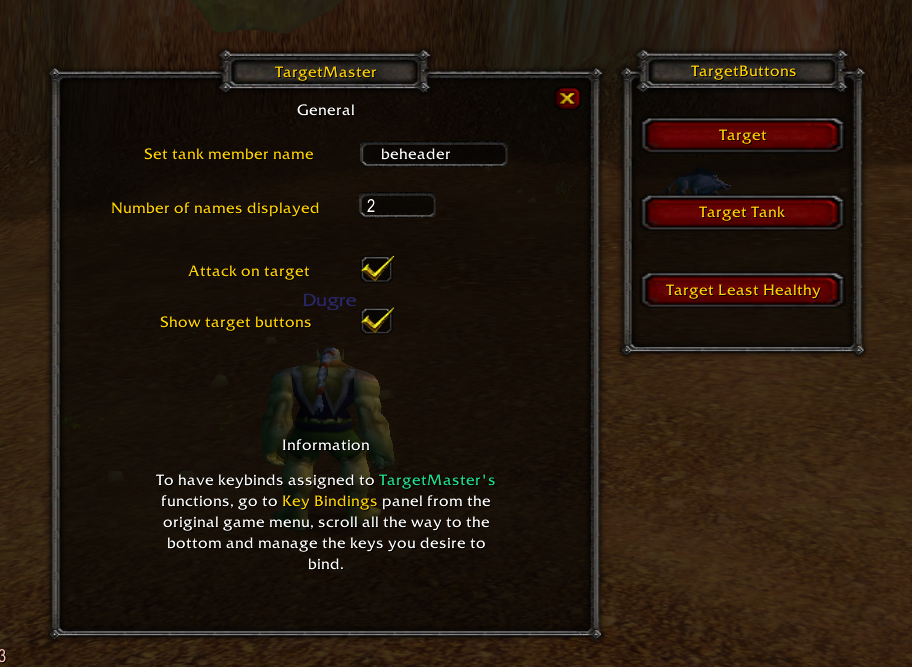 TargetMaster
General
Set tank member name
beheader
Number of names displayed
2
Attack on target
Dugre
Show target buttons
Information
To have keybinds assigned to TargetMaster's
functions, go to Key Bindings panel from the
original game menu, scroll all the way to the
bottom and manage the keys you desire to
bind.
TargetButtons
Target
Target Tank
Target Least Healthy
3